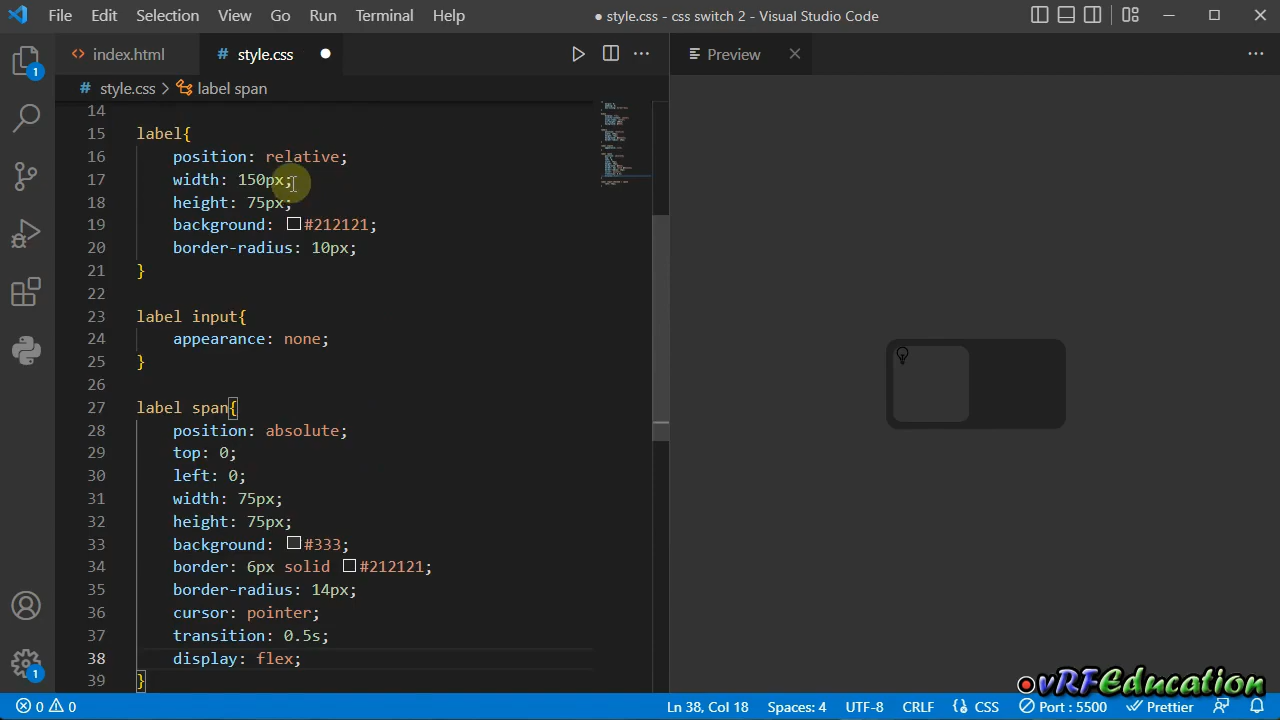 File Edit Selection View Go Run Terminal Help ● style.css - css switch 2 - Visual Studio Code
index.html # style.css ● Preview
# style.css > label span
14
15 label{
16 position: relative;
17 width: 150px;
18 height: 75px;
19 background: #212121;
20 border-radius: 10px;
21 }
22
23 label input{
24 appearance: none;
25 }
26
27 label span{
28 position: absolute;
29 top: 0;
30 left: 0;
31 width: 75px;
32 height: 75px;
33 background: #333;
34 border: 6px solid #212121;
35 border-radius: 14px;
36 cursor: pointer;
37 transition: 0.5s;
38 display: flex;
39 }
1
1
vRFEducation
0 0 Ln 38, Col 18 Spaces: 4 UTF-8 CRLF CSS Port : 5500 Prettier